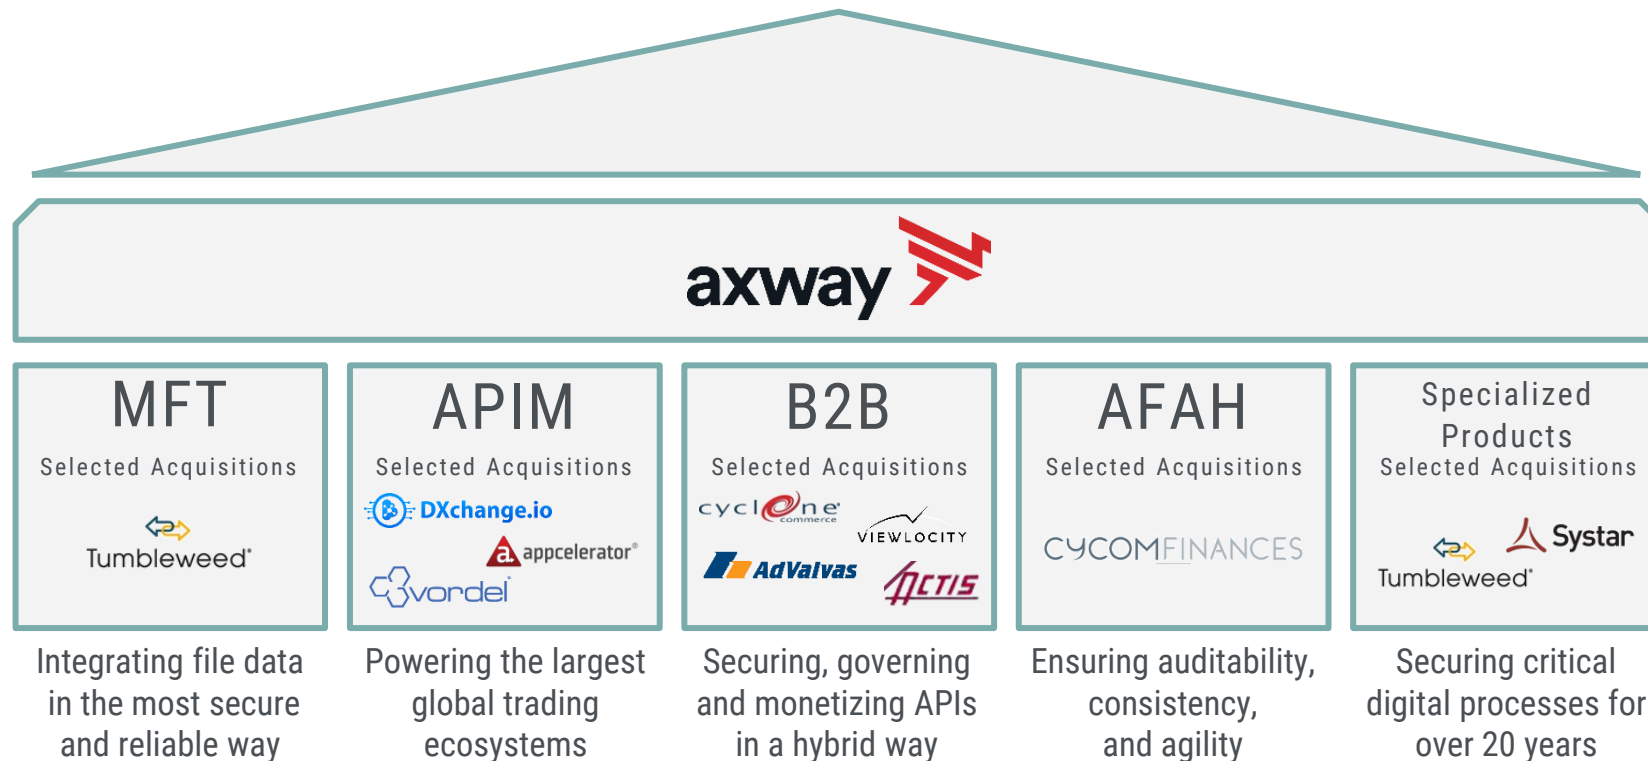 axway
MFT
Selected Acquisitions
Tumbleweed®
Integrating file data
in the most secure
and reliable way
APIM
Selected Acquisitions
DXchange.io
a. appcelerator®
vordel
Powering the largest
global trading
ecosystems
B2B
Selected Acquisitions
cyclone
commerce
VIEWLOCITY
AdValvas
ACTIS
Securing, governing
and monetizing APIs
in a hybrid way
AFAH
Selected Acquisitions
CYCOMFINANCES
Ensuring auditability,
consistency,
and agility
Specialized
Products
Selected Acquisitions
Systar
Tumbleweed®
Securing critical
digital processes for
over 20 years